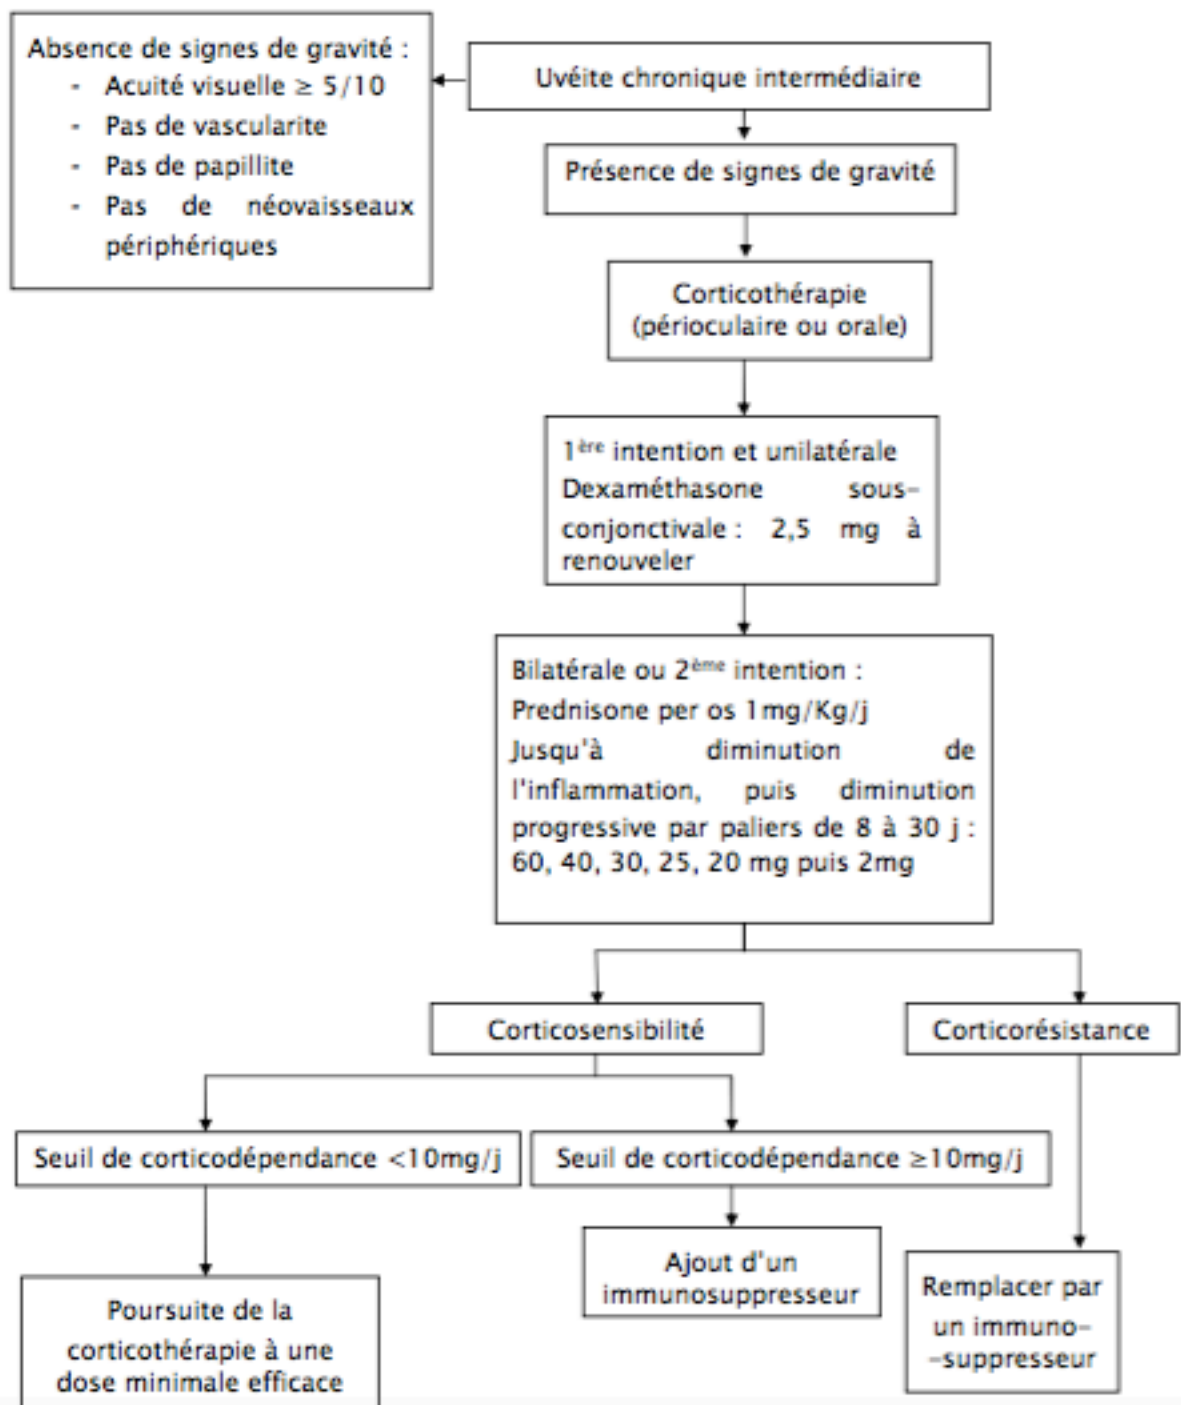 Absence de signes de gravité :
- Acuité visuelle ≥ 5/10
- Pas de vascularite
- Pas de papillite
- Pas de néovaisseaux
périphériques
Uvéite chronique intermédiaire
Présence de signes de gravité
Corticothérapie
(périoculaire ou orale)
1ère intention et unilatérale
Dexaméthasone sous-
conjonctivale : 2,5 mg à
renouveler
Bilatérale ou 2ème intention :
Prednisone per os 1mg/Kg/j
Jusqu'à diminution de
l'inflammation, puis diminution
progressive par paliers de 8 à 30 j :
60, 40, 30, 25, 20 mg puis 2mg
Corticosensibilité
Corticorésistance
Seuil de corticodépendance <10mg/j
Seuil de corticodépendance ≥10mg/j
Poursuite de la
corticothérapie à une
dose minimale efficace
Ajout d'un
immunosuppresseur
Remplacer par
un immuno-
-suppresseur